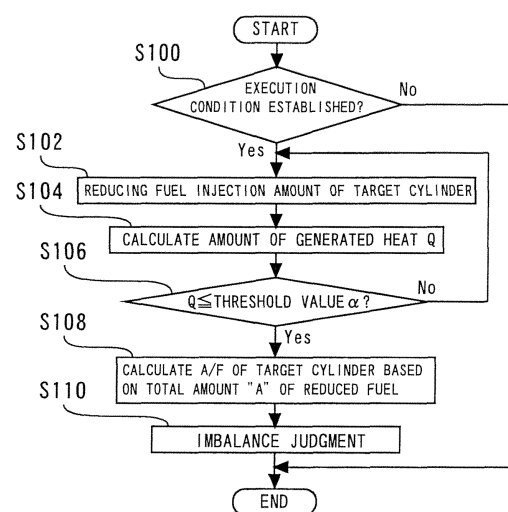 START
S100
EXECUTION
CONDITION ESTABLISHED?
No
Yes
S102
REDUCING FUEL INJECTION AMOUNT OF TARGET CYLINDER
S104
CALCULATE AMOUNT OF GENERATED HEAT Q
S106
Q≦THRESHOLD VALUE α?
No
Yes
S108
CALCULATE A/F OF TARGET CYLINDER BASED
ON TOTAL AMOUNT "A" OF REDUCED FUEL
S110
IMBALANCE JUDGMENT
END